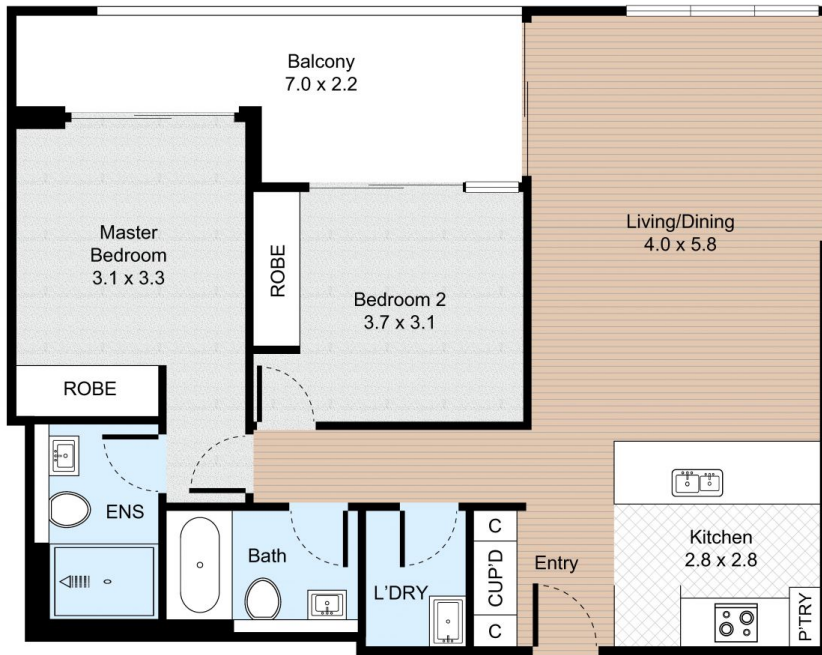 Balcony
7.0 x 2.2
Master
Bedroom
3.1 x 3.3
ROBE
Living/Dining
4.0 x 5.8
Bedroom 2
3.7 x 3.1
ROBE
ENS
Bath
L'DRY
C
CUP'D
C
Entry
Kitchen
2.8 x 2.8
P'TRY